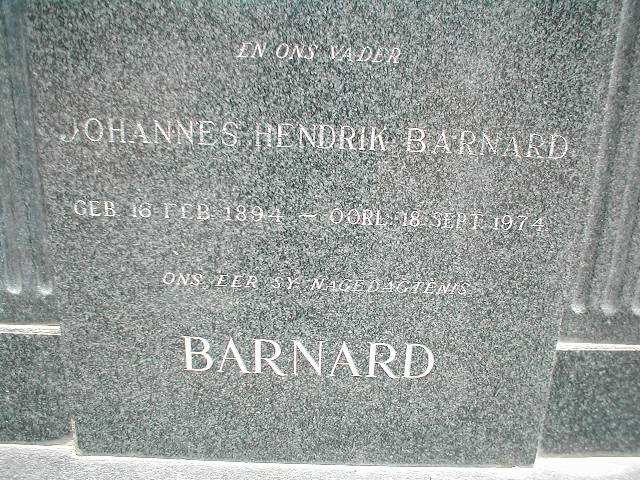 EN ONS VADER
JOHANNES HENDRIK BARNARD
GEB. 16 FEB. 1894 — OORL. 18 SEPT. 1974
ONS EER SY NAGEDAGTENIS
BARNARD